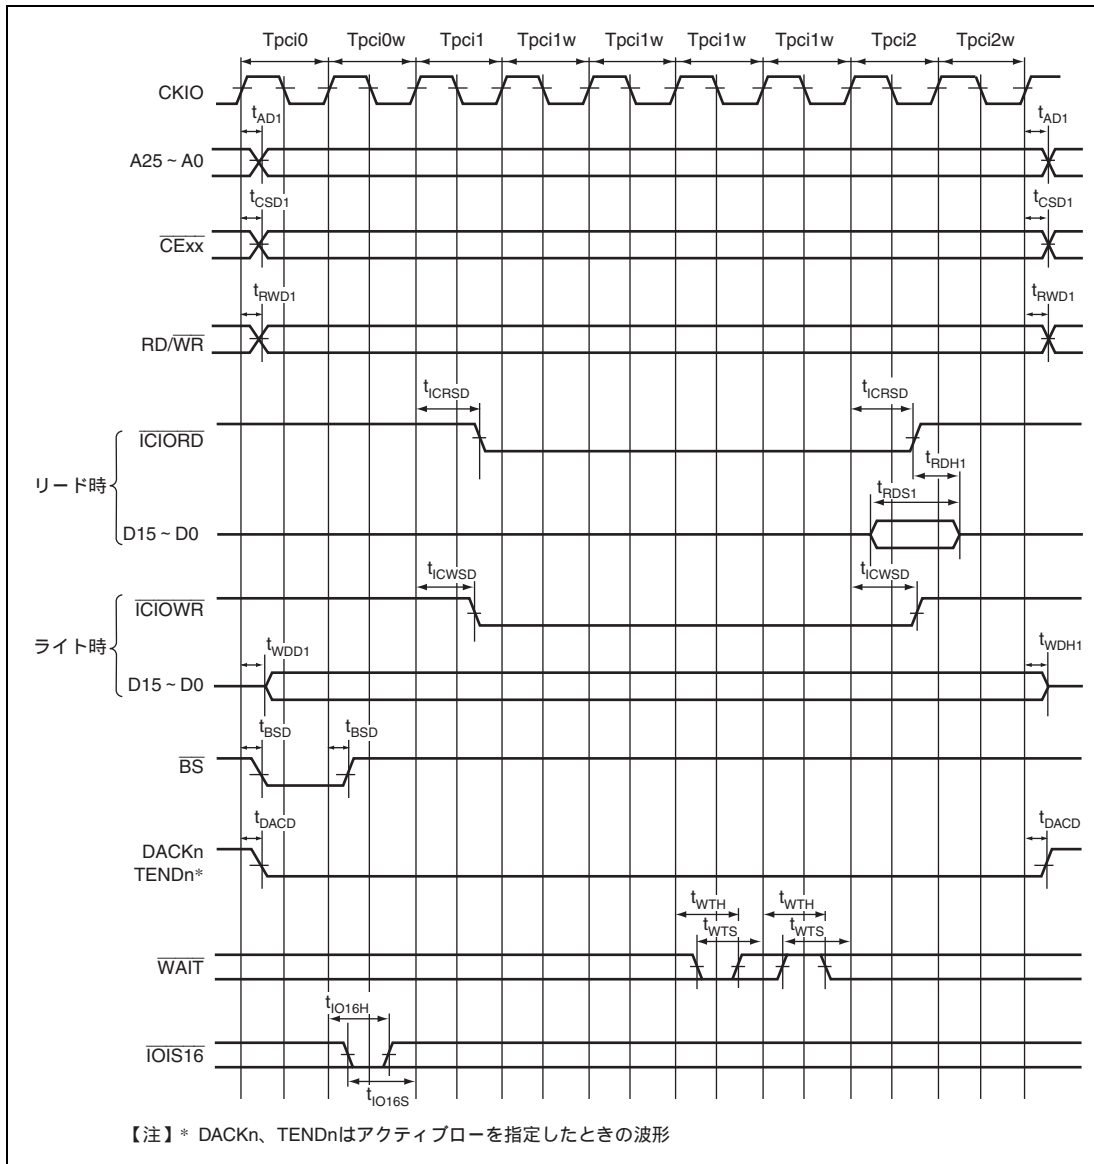 Tpci0 Tpci0w Tpci1 Tpci1w Tpci1w Tpci1w Tpci1w Tpci2 Tpci2w
CKIO
tAD1 tAD1
A25 ~ A0
tCSD1 tCSD1
CExx
tRWD1 tRWD1
RD/WR
tICRSD tICRSD
ICIORD
tRDH1
リード時
tRDS1
D15 ~ D0
tICWSD tICWSD
ICIOWR
ライト時
tWDD1 tWDH1
D15 ~ D0
tBSD tBSD
BS
tDACD tDACD
DACKn
TENDn*
tWTH tWTH
tWTS tWTS
WAIT
tIO16H
IOIS16
tIO16S
【注】* DACKn、TENDnはアクティブローを指定したときの波形